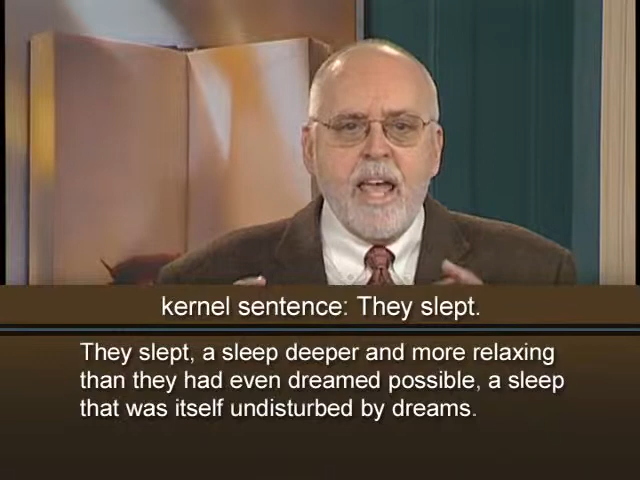 kernel sentence: They slept.
They slept, a sleep deeper and more relaxing
than they had even dreamed possible, a sleep
that was itself undisturbed by dreams.